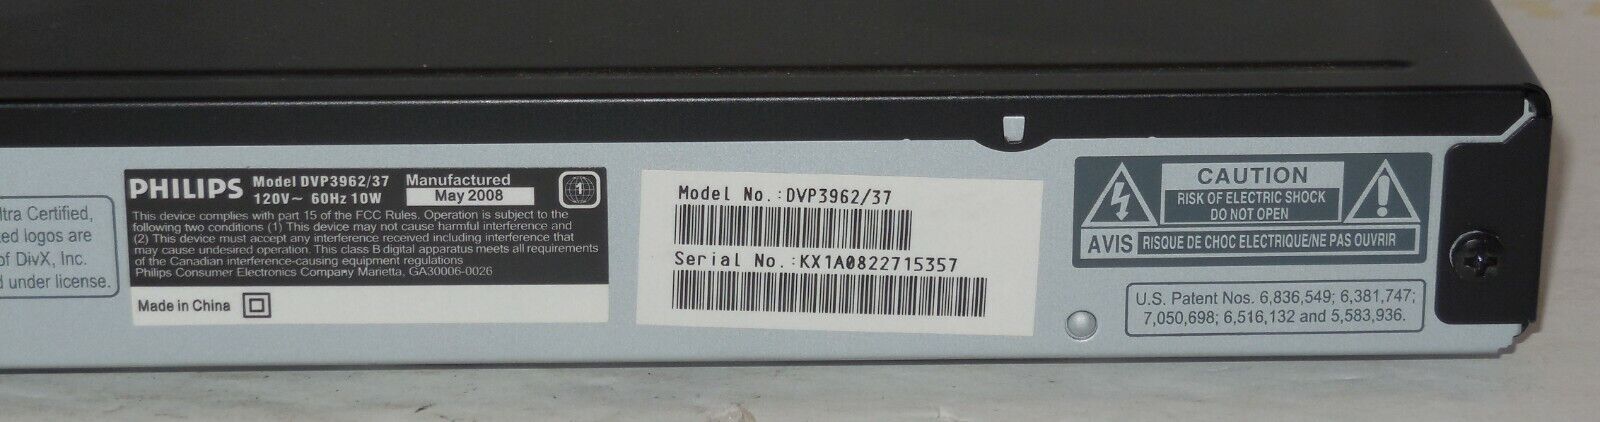 ltra Certified,
ed logos are
of DivX, Inc.
d under license.
PHILIPS Model DVP3962/37 Manufactured
120V~ 60Hz 10W May 2008
1
This device complies with part 15 of the FCC Rules. Operation is subject to the
following two conditions (1) This device may not cause harmful interference and
(2) This device must accept any interference received including interference that
may cause undesired operation. This class B digital apparatus meets all requirements
of the Canadian interference-causing equipment regulations
Philips Consumer Electronics Company Marietta, GA30006-0026
Made in China
Model No.:DVP3962/37
Serial No.:KX1A0822715357
CAUTION
RISK OF ELECTRIC SHOCK
DO NOT OPEN
AVIS RISQUE DE CHOC ELECTRIQUE/NE PAS OUVRIR
U.S. Patent Nos. 6,836,549; 6,381,747;
7,050,698; 6,516,132 and 5,583,936.